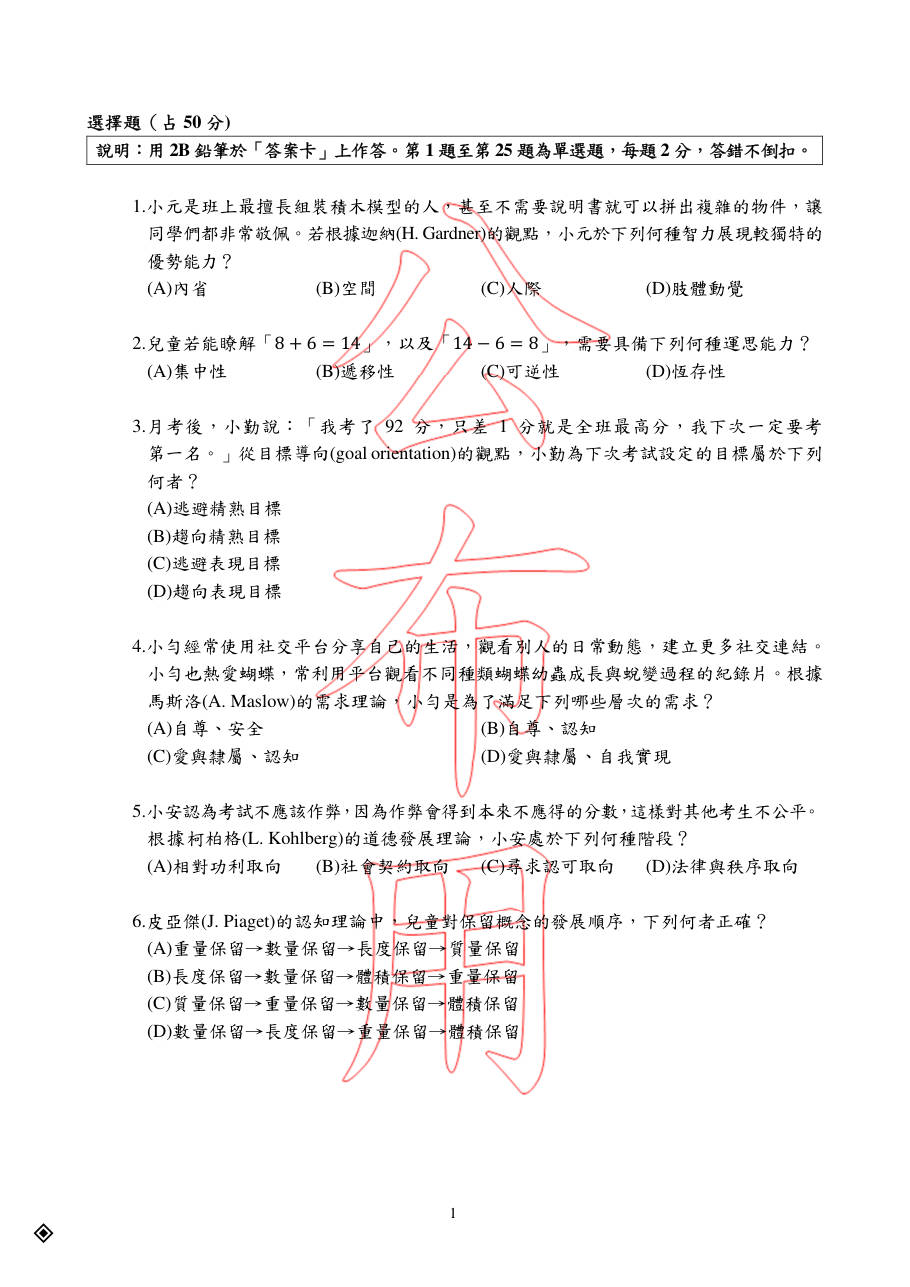 選擇題（占 50 分)
說明：用 2B 鉛筆於「答案卡」上作答。第 1 題至第 25 題為單選題，每題 2 分，答錯不倒扣。
1.小元是班上最擅長組裝積木模型的人，甚至不需要說明書就可以拼出複雜的物件，讓
同學們都非常敬佩。若根據迦納(H. Gardner)的觀點，小元於下列何種智力展現較獨特的
優勢能力？
(A)內省 (B)空間 (C)人際 (D)肢體動覺
2.兒童若能瞭解「8 + 6 = 14」，以及「14 − 6 = 8」，需要具備下列何種運思能力？
(A)集中性 (B)遞移性 (C)可逆性 (D)恆存性
3.月考後，小勤說：「我考了 92 分，只差 1 分就是全班最高分，我下次一定要考
第一名。」從目標導向(goal orientation)的觀點，小勤為下次考試設定的目標屬於下列
何者？
(A)逃避精熟目標
(B)趨向精熟目標
(C)逃避表現目標
(D)趨向表現目標
4.小勻經常使用社交平台分享自己的生活，觀看別人的日常動態，建立更多社交連結。
小勻也熱愛蝴蝶，常利用平台觀看不同種類蝴蝶幼蟲成長與蛻變過程的紀錄片。根據
馬斯洛(A. Maslow)的需求理論，小勻是為了滿足下列哪些層次的需求？
(A)自尊、安全 (B)自尊、認知
(C)愛與隸屬、認知 (D)愛與隸屬、自我實現
5.小安認為考試不應該作弊，因為作弊會得到本來不應得的分數，這樣對其他考生不公平。
根據柯柏格(L. Kohlberg)的道德發展理論，小安處於下列何種階段？
(A)相對功利取向 (B)社會契約取向 (C)尋求認可取向 (D)法律與秩序取向
6.皮亞傑(J. Piaget)的認知理論中，兒童對保留概念的發展順序，下列何者正確？
(A)重量保留→數量保留→長度保留→質量保留
(B)長度保留→數量保留→體積保留→重量保留
(C)質量保留→重量保留→數量保留→體積保留
(D)數量保留→長度保留→重量保留→體積保留
公
布
用
1